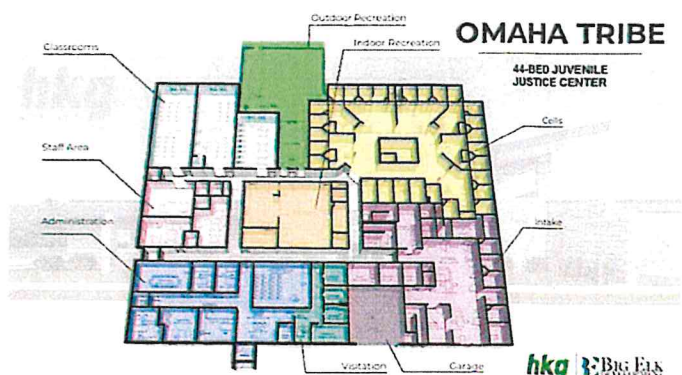 Outdoor Recreation
OMAHA TRIBE
Classrooms
Indoor Recreation
44-BED JUVENILE
JUSTICE CENTER
Cells
Staff Area
Administration
Intake
Visitation
Garage
hka
BIG ELK